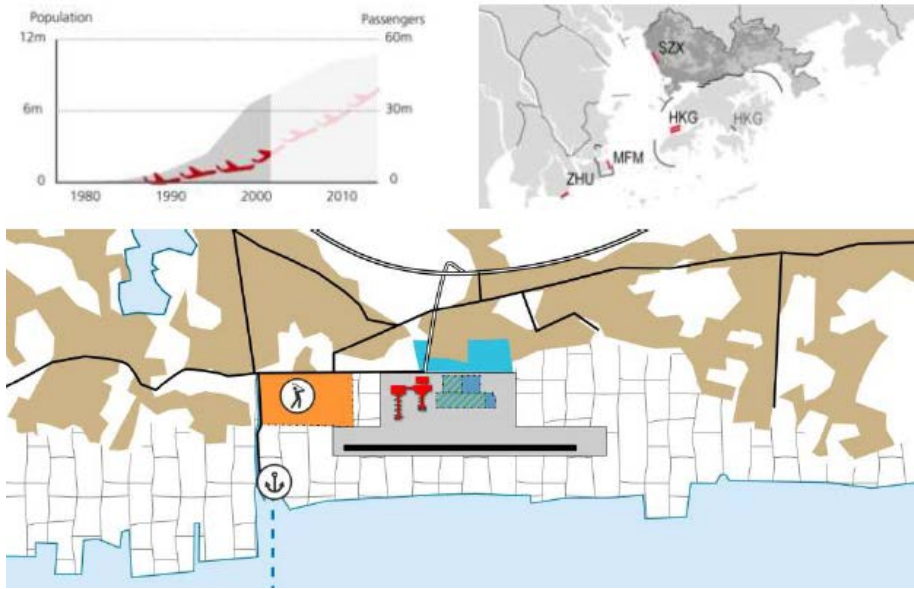 Population
Passengers
12m
60m
6m
30m
0
0
1980
1990
2000
2010
SZX
HKG
HKG
MFM
ZHU